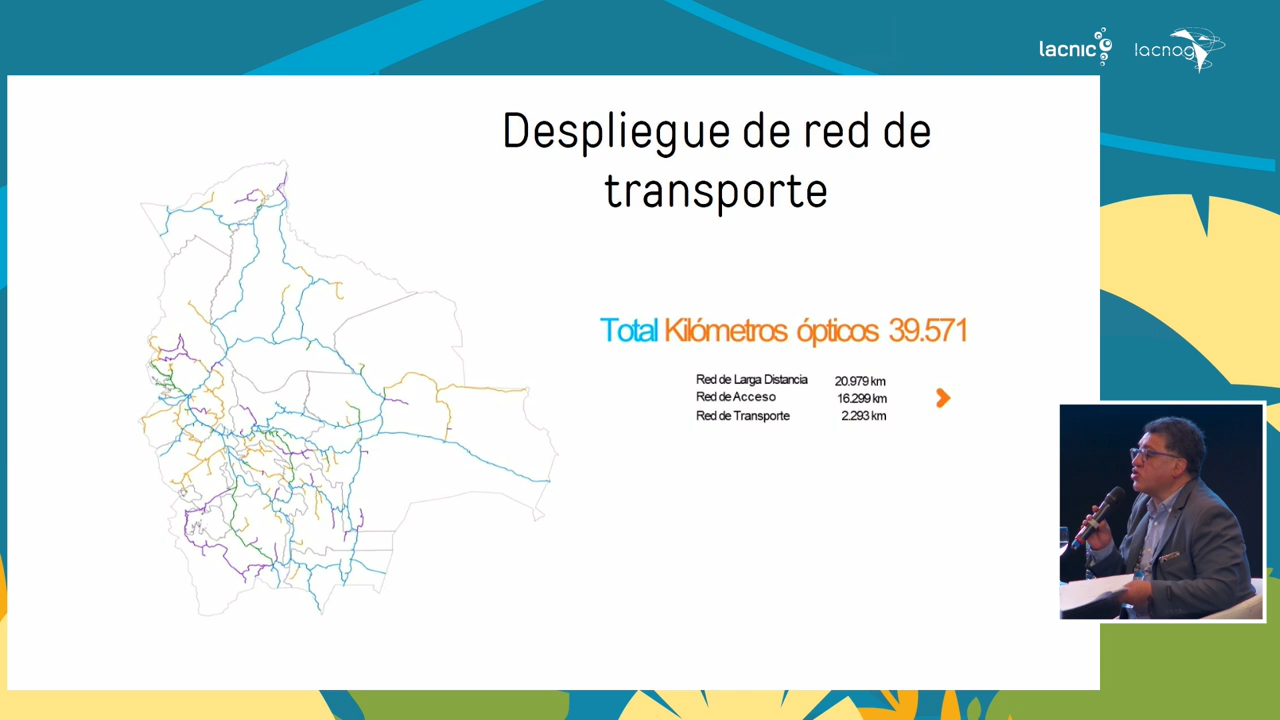 lacnic
lacnog
Despliegue de red de
transporte
Total Kilómetros ópticos 39.571
Red de Larga Distancia 20.979 km
Red de Acceso 16.299 km
Red de Transporte 2.293 km